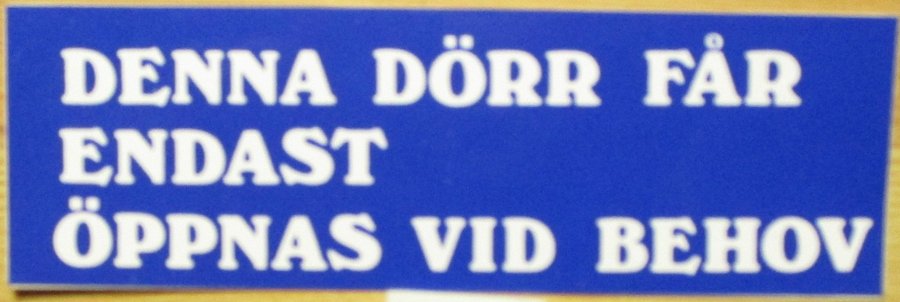 DENNA DÖRR FÅR
ENDAST
ÖPPNAS VID BEHOV